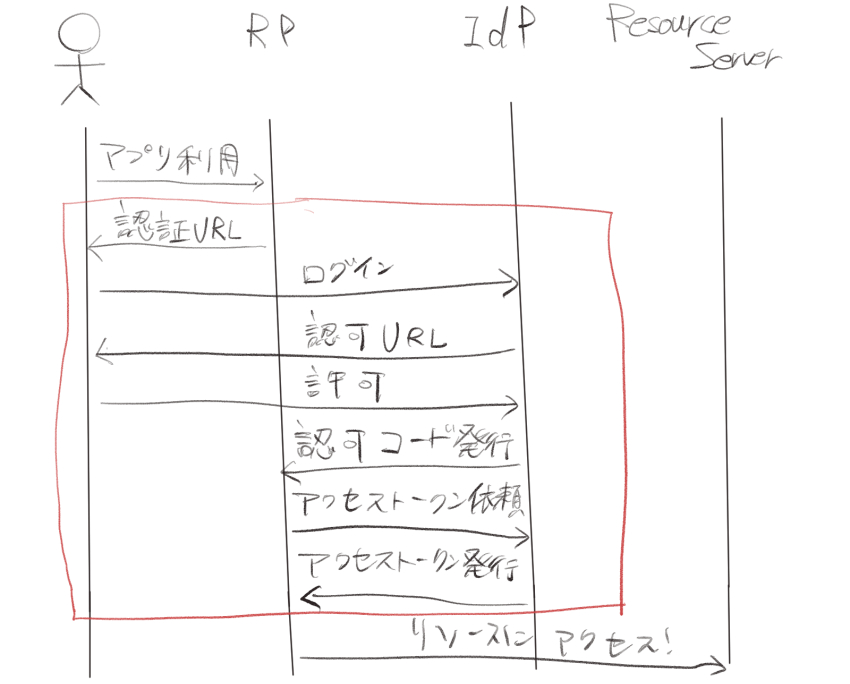 RP
IdP
Resource
Server
アプリ利用
認証URL
ログイン
認可URL
許可
認可コード発行
アクセストークン依頼
アクセストークン発行
リソースに アクセス!